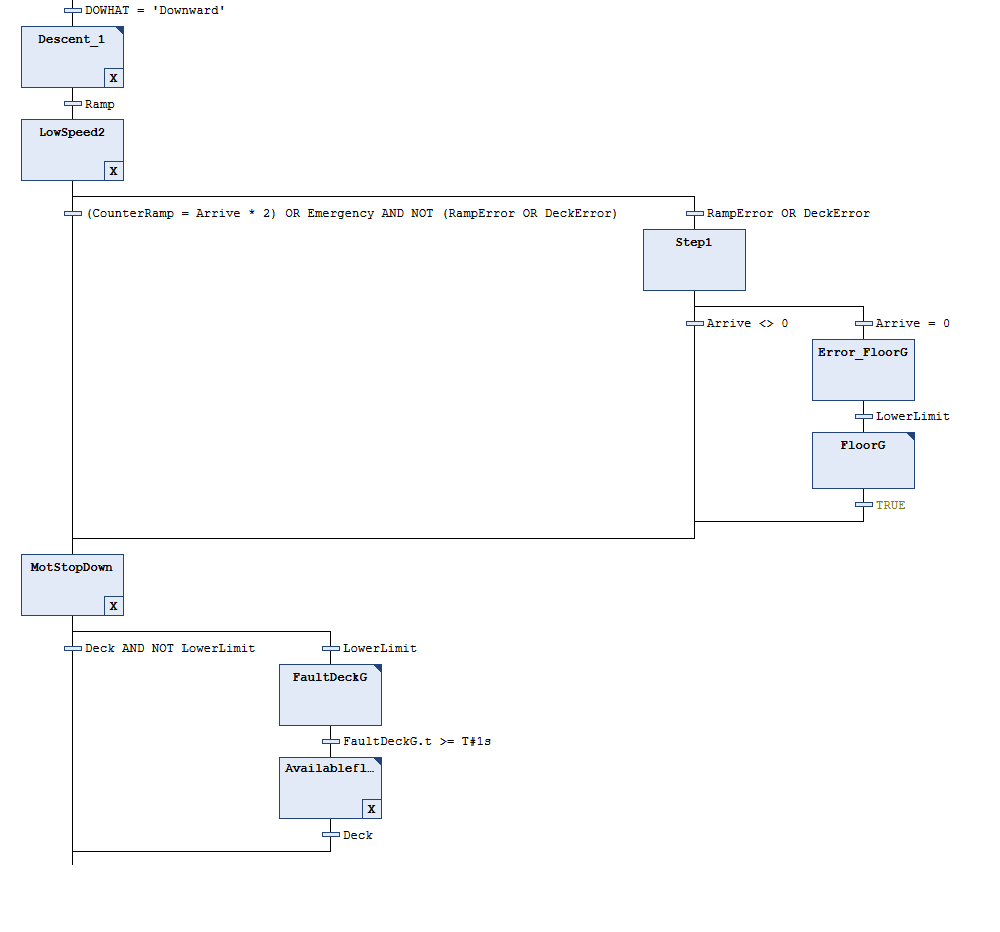 DOWHAT = 'Downward'
Descent_1
X
Ramp
LowSpeed2
X
(CounterRamp = Arrive * 2) OR Emergency AND NOT (RampError OR DeckError)
RampError OR DeckError
Step1
Arrive <> 0
Arrive = 0
Error_FloorG
LowerLimit
FloorG
TRUE
MotStopDown
X
Deck AND NOT LowerLimit
LowerLimit
FaultDeckG
FaultDeckG.t >= T#1s
Availablefl…
X
Deck